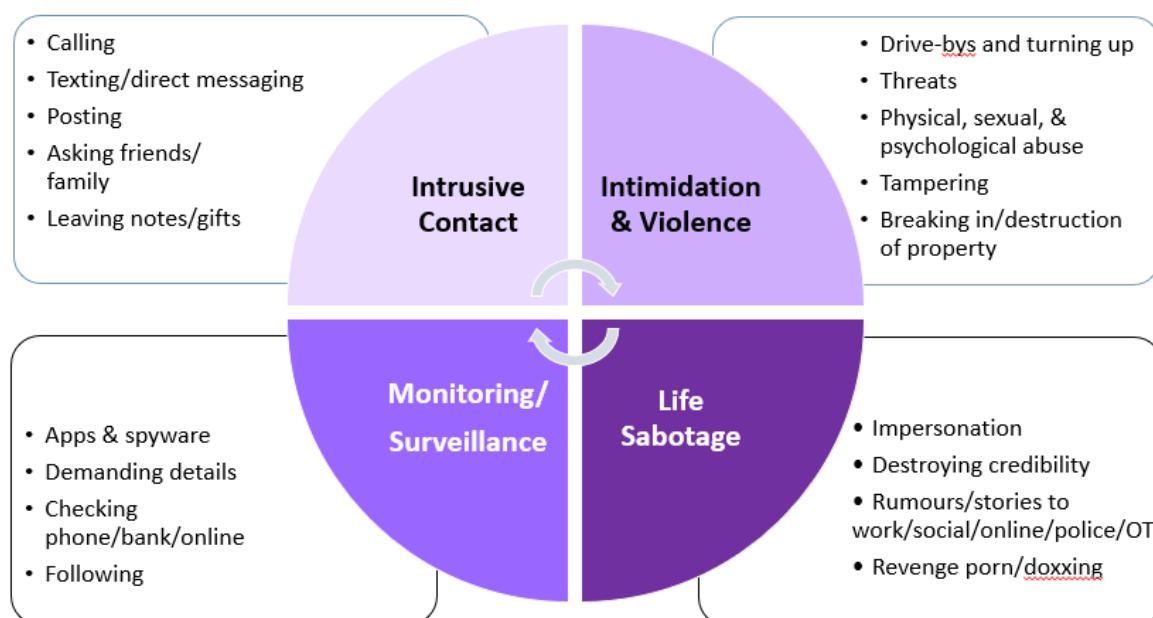 • Calling
• Texting/direct messaging
• Posting
• Asking friends/
family
• Leaving notes/gifts
Intrusive
Contact
Intimidation
& Violence
• Drive-bys and turning up
• Threats
• Physical, sexual, &
psychological abuse
• Tampering
• Breaking in/destruction
of property
• Apps & spyware
• Demanding details
• Checking
phone/bank/online
• Following
Monitoring/
Surveillance
Life
Sabotage
• Impersonation
• Destroying credibility
• Rumours/stories to
work/social/online/police/OT
• Revenge porn/doxxing